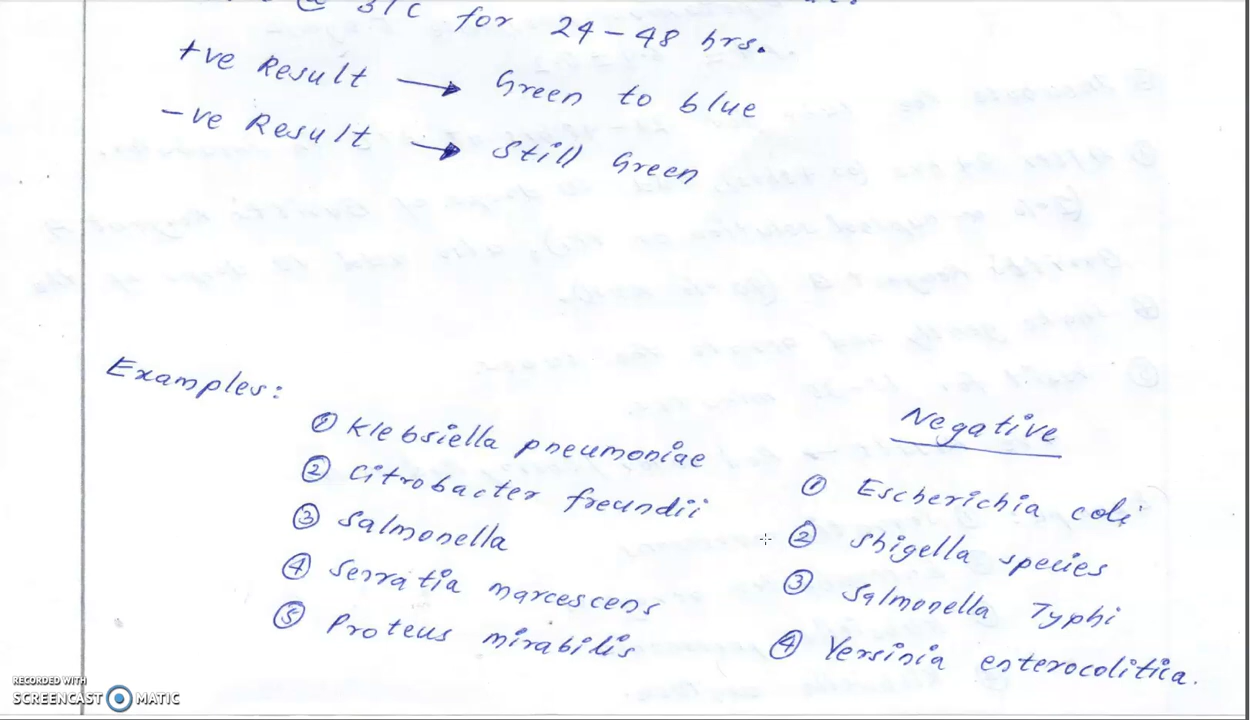 @ 37c for 24-48 hrs.
+ve Result → Green to blue
-ve Result → Still Green
Examples:
① Klebsiella pneumoniae
② Citrobacter freundii
③ Salmonella
④ Serratia marcescens
⑤ Proteus mirabilis
Negative
① Escherichia coli
② Shigella species
③ Salmonella Typhi
④ Yersinia enterocolitica.
RECORDED WITH
SCREENCAST MATIC